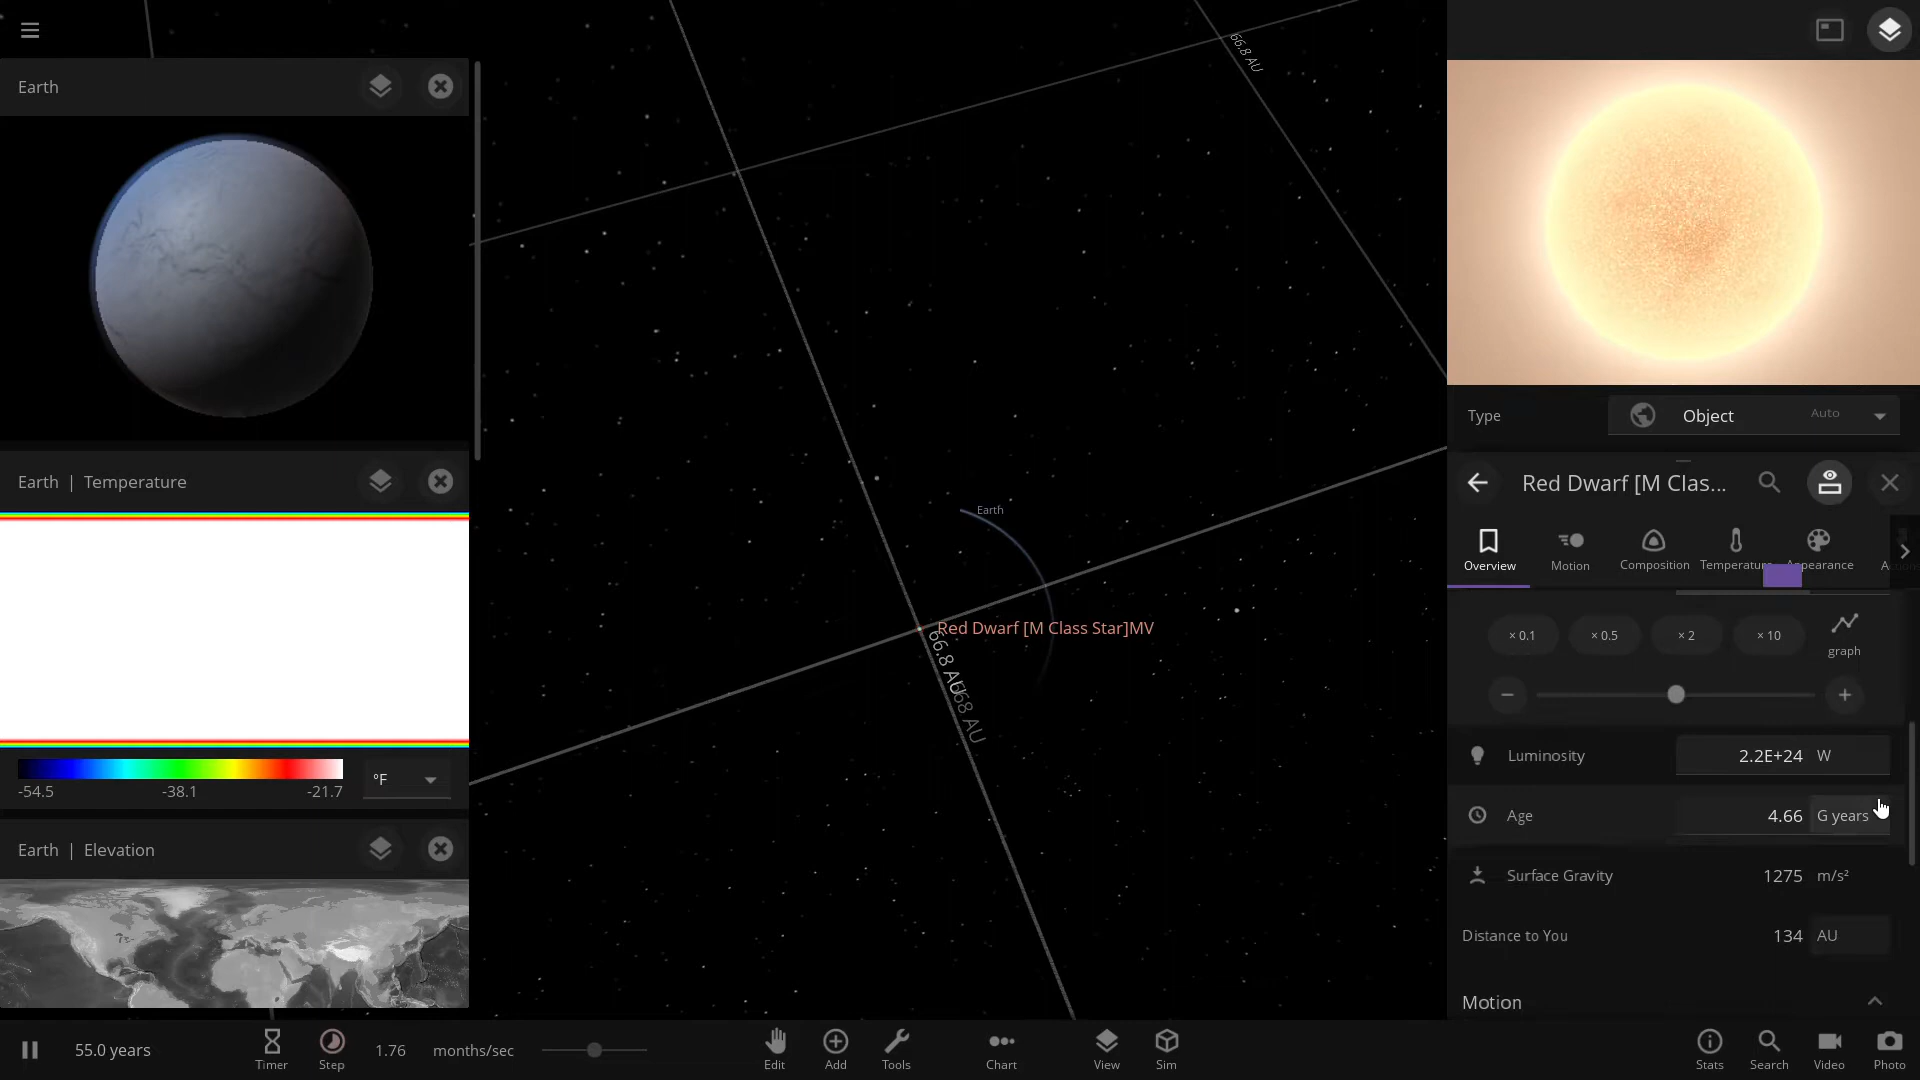 Earth
Earth | Temperature
°F
-54.5 -38.1 -21.7
Earth | Elevation
66.8 AU
Earth
Red Dwarf [M Class Star]MV
66.8 AU
Type Object Auto
Red Dwarf [M Clas...
Overview Motion Composition Temperature Appearance
× 0.1 × 0.5 × 2 × 10 graph
Luminosity 2.2E+24 W
Age 4.66 G years
Surface Gravity 1275 m/s²
Distance to You 134 AU
Motion
55.0 years Timer Step 1.76 months/sec Edit Add Tools Chart View Sim Stats Search Video Photo